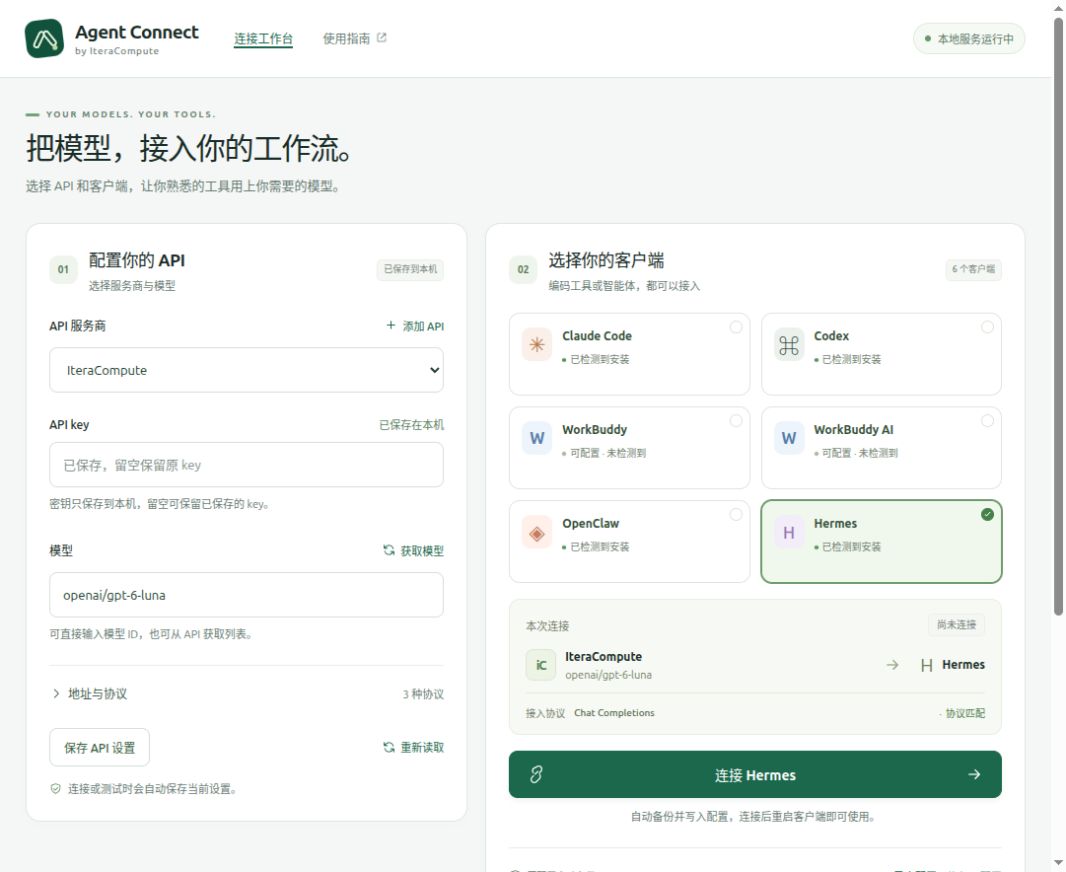 Agent Connect
by IteraCompute
连接工作台
使用指南
本地服务运行中
YOUR MODELS. YOUR TOOLS.
把模型，接入你的工作流。
选择 API 和客户端，让你熟悉的工具用上你需要的模型。
01
配置你的 API
选择服务商与模型
已保存到本机
API 服务商
+ 添加 API
IteraCompute
API key
已保存在本机
已保存，留空保留原 key
密钥只保存到本机，留空可保留已保存的 key。
模型
获取模型
openai/gpt-6-luna
可直接输入模型 ID，也可从 API 获取列表。
地址与协议
3 种协议
保存 API 设置
重新读取
连接或测试时会自动保存当前设置。
02
选择你的客户端
编码工具或智能体，都可以接入
6 个客户端
Claude Code
已检测到安装
Codex
已检测到安装
W
WorkBuddy
可配置 · 未检测到
W
WorkBuddy AI
可配置 · 未检测到
OpenClaw
已检测到安装
H
Hermes
已检测到安装
本次连接
尚未连接
iC
IteraCompute
openai/gpt-6-luna
→
H Hermes
接入协议 Chat Completions
· 协议匹配
连接 Hermes
→
自动备份并写入配置，连接后重启客户端即可使用。